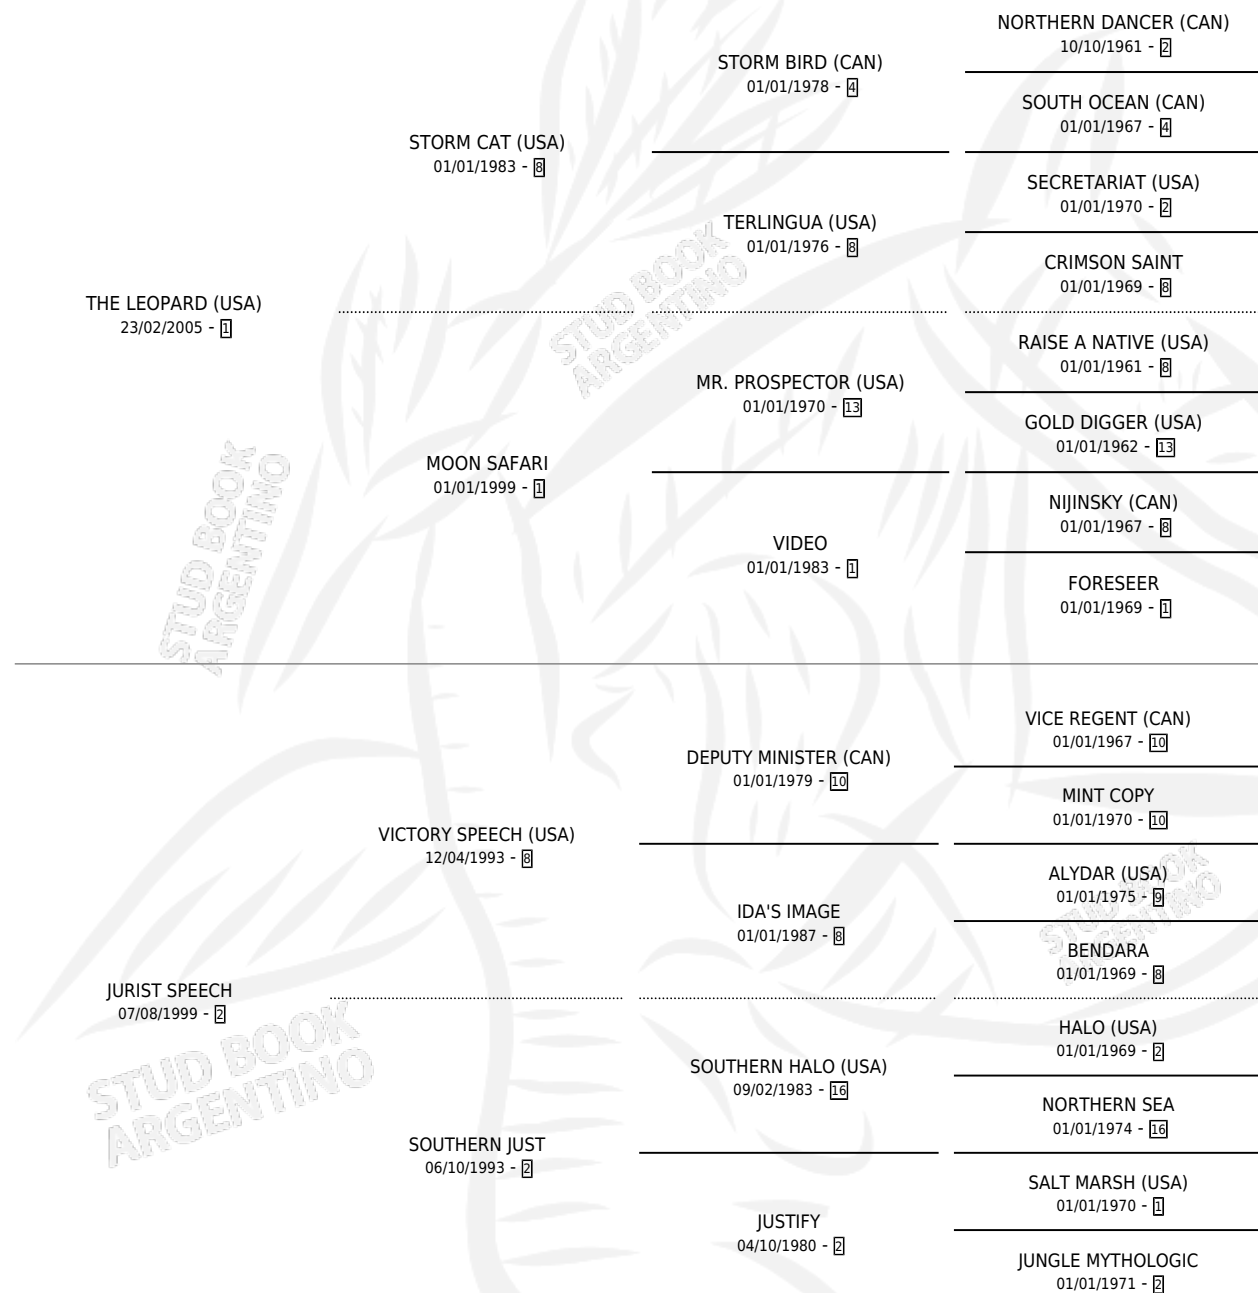 NORTHERN DANCER (CAN)
10/10/1961 - 2
STORM BIRD (CAN)
01/01/1978 - 4
SOUTH OCEAN (CAN)
01/01/1967 - 4
STORM CAT (USA)
01/01/1983 - 8
SECRETARIAT (USA)
01/01/1970 - 2
TERLINGUA (USA)
01/01/1976 - 8
CRIMSON SAINT
01/01/1969 - 8
THE LEOPARD (USA)
23/02/2005 - 1
STUD BOOK
ARGENTINO
RAISE A NATIVE (USA)
01/01/1961 - 8
MR. PROSPECTOR (USA)
01/01/1970 - 13
GOLD DIGGER (USA)
01/01/1962 - 13
MOON SAFARI
01/01/1999 - 1
NIJINSKY (CAN)
01/01/1967 - 8
VIDEO
01/01/1983 - 1
FORESEER
01/01/1969 - 1
STUD BOOK
ARGENTINO
VICE REGENT (CAN)
01/01/1967 - 10
DEPUTY MINISTER (CAN)
01/01/1979 - 10
MINT COPY
01/01/1970 - 10
VICTORY SPEECH (USA)
12/04/1993 - 8
ALYDAR (USA)
01/01/1975 - 9
IDA'S IMAGE
01/01/1987 - 8
BENDARA
01/01/1969 - 8
STUD BOOK
ARGENTINO
JURIST SPEECH
07/08/1999 - 2
HALO (USA)
01/01/1969 - 2
SOUTHERN HALO (USA)
09/02/1983 - 16
NORTHERN SEA
01/01/1974 - 16
STUD BOOK
ARGENTINO
SOUTHERN JUST
06/10/1993 - 2
SALT MARSH (USA)
01/01/1970 - 1
JUSTIFY
04/10/1980 - 2
JUNGLE MYTHOLOGIC
01/01/1971 - 2